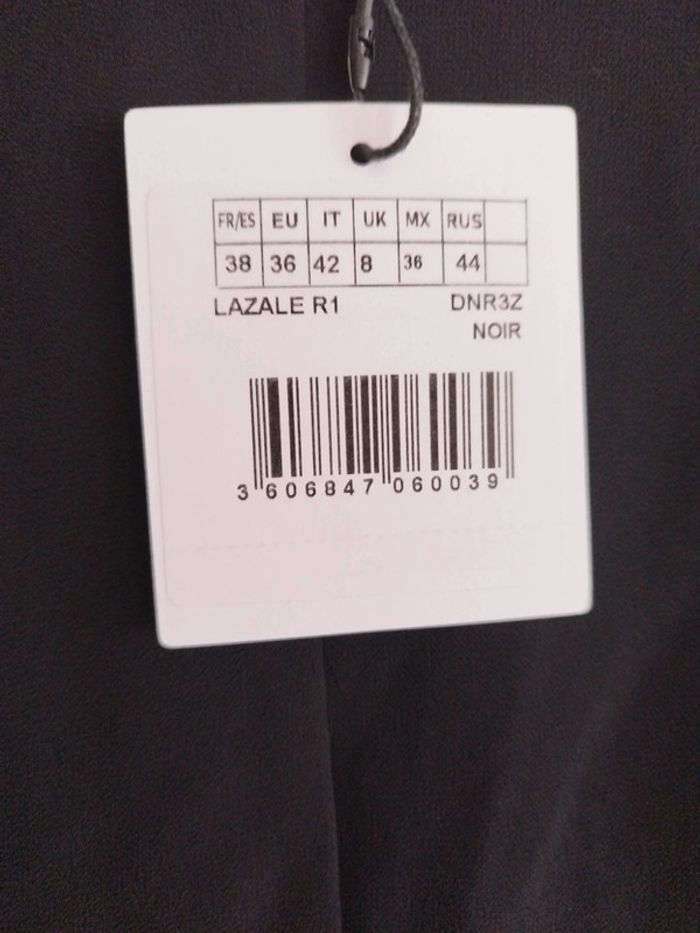 FR/ES EU IT UK MX RUS
38 36 42 8 36 44
LAZALE R1 DNR3Z
NOIR
3 606847 060039